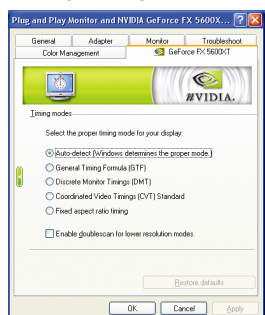 Plug and Play Monitor and NVIDIA GeForce FX 5600X...
General Adapter Monitor Troubleshoot
Color Management GeForce FX 5600XT
NVIDIA.
Timing modes
Select the proper timing mode for your display:
Auto-detect (Windows determines the proper mode.)
General Timing Formula (GTF)
Discrete Monitor Timings (DMT)
Coordinated Video Timings (CVT) Standard
Fixed aspect ratio timing
Enable doublescan for lower resolution modes
Restore defaults
OK Cancel Apply